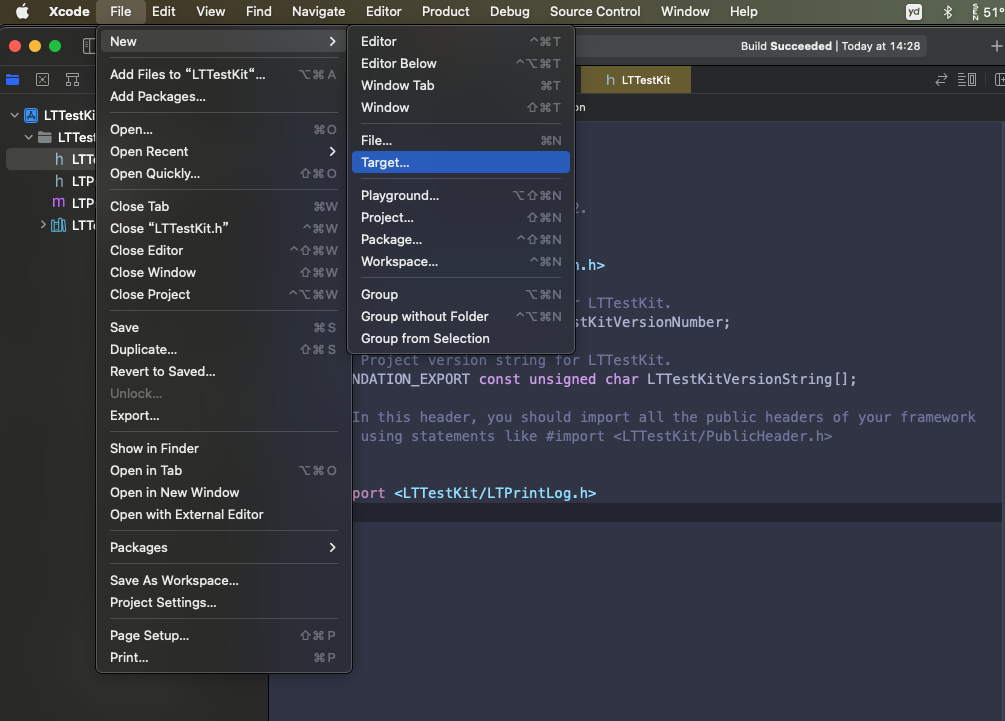 Xcode File Edit View Find Navigate Editor Product Debug Source Control Window Help yd 51°
Build Succeeded | Today at 14:28
h LTTestKit
LTTestKi
LTTest
h LTTe
h LTP
m LTP
LTTe
New
Add Files to “LTTestKit“... ⌥⌘A
Add Packages...
Open... ⌘O
Open Recent
Open Quickly... ⇧⌘O
Close Tab ⌘W
Close “LTTestKit.h” ^⌘W
Close Editor ^⇧⌘W
Close Window ⇧⌘W
Close Project ^⌥⌘W
Save ⌘S
Duplicate... ⇧⌘S
Revert to Saved...
Unlock...
Export...
Show in Finder
Open in Tab ⌥⌘O
Open in New Window
Open with External Editor
Packages
Save As Workspace...
Project Settings...
Page Setup... ⇧⌘P
Print... ⌘P
Editor ^⌘T
Editor Below ^⌥⌘T
Window Tab ⌘T
Window ⇧⌘T
File... ⌘N
Target...
Playground... ⌥⇧⌘N
Project... ⇧⌘N
Package... ^⇧⌘N
Workspace... ^⌘N
Group ⌥⌘N
Group without Folder ^⌥⌘N
Group from Selection
on
2.
n.h>
r LTTestKit.
stKitVersionNumber;
Project version string for LTTestKit.
NDATION_EXPORT const unsigned char LTTestKitVersionString[];
In this header, you should import all the public headers of your framework
using statements like #import <LTTestKit/PublicHeader.h>
port <LTTestKit/LTPrintLog.h>